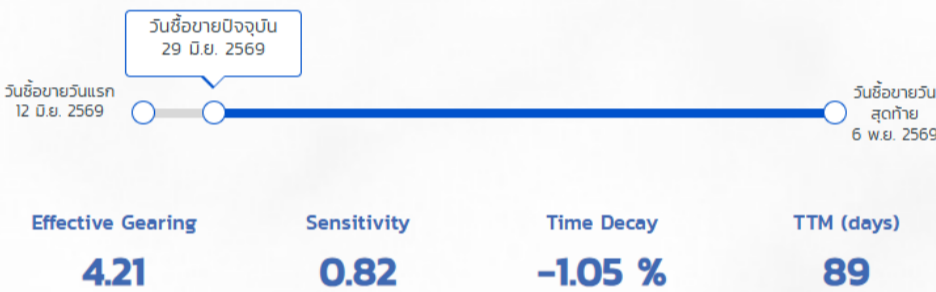 วันซื้อขายปัจจุบัน
29 มิ.ย. 2569
วันซื้อขายวันแรก
12 มิ.ย. 2569
วันซื้อขายวัน
สุดท้าย
6 พ.ย. 2569
Effective Gearing
Sensitivity
Time Decay
TTM (days)
4.21
0.82
-1.05 %
89